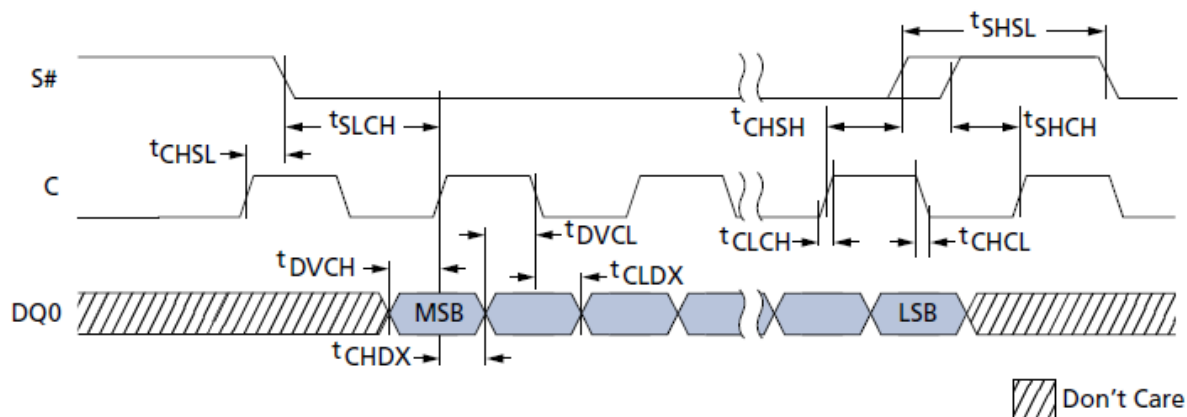 tSHSL
S#
tSLCH
tCHSH
tSHCH
tCHSL
C
tDVCL
tCLCH
tCHCL
tDVCH
tCLDX
DQ0
MSB
LSB
tCHDX
Don't Care